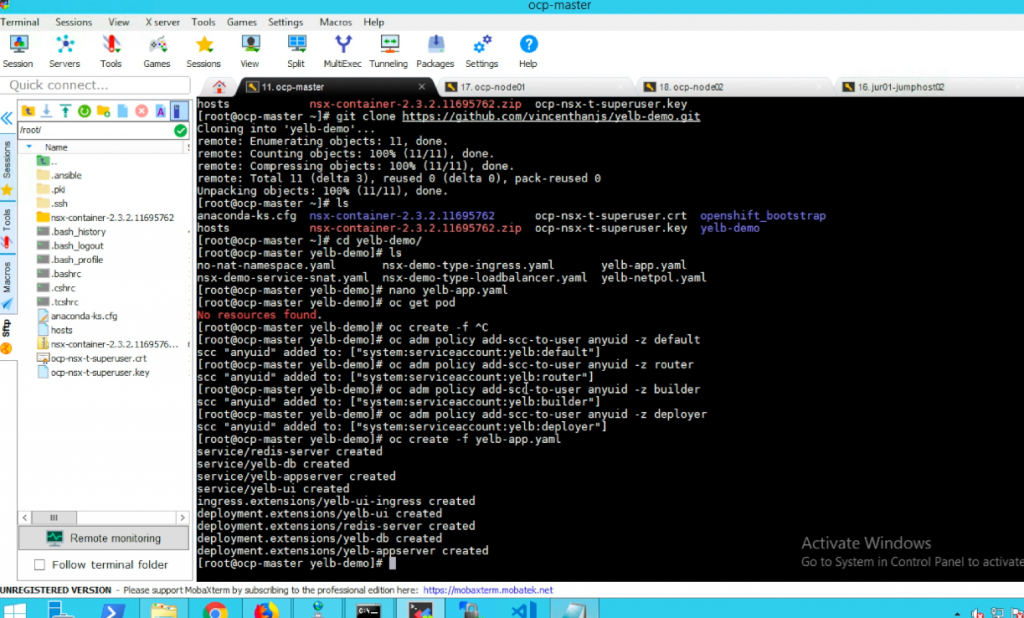 ocp-master
Terminal Sessions View X server Tools Games Settings Macros Help
Session Servers Tools Games Sessions View Split MultiExec Tunneling Packages Settings Help
Quick connect...
11. ocp-master
17. ocp-node01
18. ocp-node02
16. jur01-jumphost02
/root/
Name
..
.ansible
.pki
.ssh
nsx-container-2.3.2.11695762
.bash_history
.bash_logout
.bash_profile
.bashrc
.cshrc
.tcshrc
anaconda-ks.cfg
hosts
nsx-container-2.3.2.1169576...
ocp-nsx-t-superuser.crt
ocp-nsx-t-superuser.key
Sessions
Tools
Macros
Sftp
Remote monitoring
Follow terminal folder
hosts nsx-container-2.3.2.11695762.zip ocp-nsx-t-superuser.key
[root@ocp-master ~]# git clone https://github.com/vincenthanjs/yelb-demo.git
Cloning into 'yelb-demo'...
remote: Enumerating objects: 11, done.
remote: Counting objects: 100% (11/11), done.
remote: Compressing objects: 100% (11/11), done.
remote: Total 11 (delta 3), reused 0 (delta 0), pack-reused 0
Unpacking objects: 100% (11/11), done.
[root@ocp-master ~]# ls
anaconda-ks.cfg nsx-container-2.3.2.11695762 ocp-nsx-t-superuser.crt openshift_bootstrap
hosts nsx-container-2.3.2.11695762.zip ocp-nsx-t-superuser.key yelb-demo
[root@ocp-master ~]# cd yelb-demo/
[root@ocp-master yelb-demo]# ls
no-nat-namespace.yaml nsx-demo-type-ingress.yaml yelb-app.yaml
nsx-demo-service-snat.yaml nsx-demo-type-loadbalancer.yaml yelb-netpol.yaml
[root@ocp-master yelb-demo]# nano yelb-app.yaml
[root@ocp-master yelb-demo]# oc get pod
No resources found.
[root@ocp-master yelb-demo]# oc create -f ^C
[root@ocp-master yelb-demo]# oc adm policy add-scc-to-user anyuid -z default
scc "anyuid" added to: ["system:serviceaccount:yelb:default"]
[root@ocp-master yelb-demo]# oc adm policy add-scc-to-user anyuid -z router
scc "anyuid" added to: ["system:serviceaccount:yelb:router"]
[root@ocp-master yelb-demo]# oc adm policy add-scc-to-user anyuid -z builder
scc "anyuid" added to: ["system:serviceaccount:yelb:builder"]
[root@ocp-master yelb-demo]# oc adm policy add-scc-to-user anyuid -z deployer
scc "anyuid" added to: ["system:serviceaccount:yelb:deployer"]
[root@ocp-master yelb-demo]# oc create -f yelb-app.yaml
service/redis-server created
service/yelb-db created
service/yelb-appserver created
service/yelb-ui created
ingress.extensions/yelb-ui-ingress created
deployment.extensions/yelb-ui created
deployment.extensions/redis-server created
deployment.extensions/yelb-db created
deployment.extensions/yelb-appserver created
[root@ocp-master yelb-demo]#
Activate Windows
Go to System in Control Panel to activate
UNREGISTERED VERSION - Please support MobaXterm by subscribing to the professional edition here: https://mobaxterm.mobatek.net